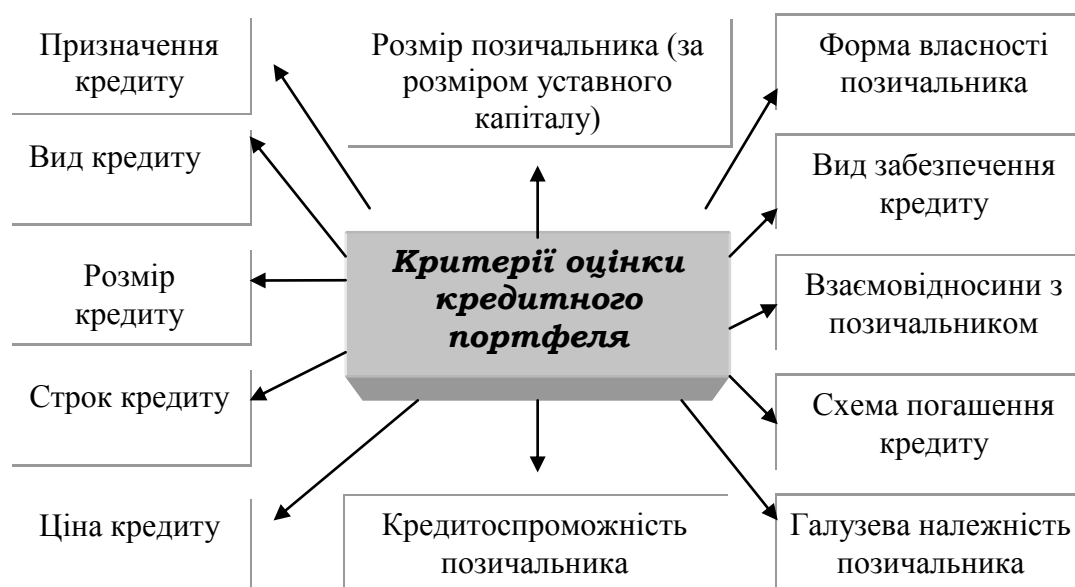 Призначення
кредиту
Розмір позичальника (за
розміром уставного
капіталу)
Форма власності
позичальника
Вид кредиту
Вид забезпечення
кредиту
Критерії оцінки
кредитного
портфеля
Розмір
кредиту
Взаємовідносини з
позичальником
Строк кредиту
Схема погашення
кредиту
Ціна кредиту
Кредитоспроможність
позичальника
Галузева належність
позичальника